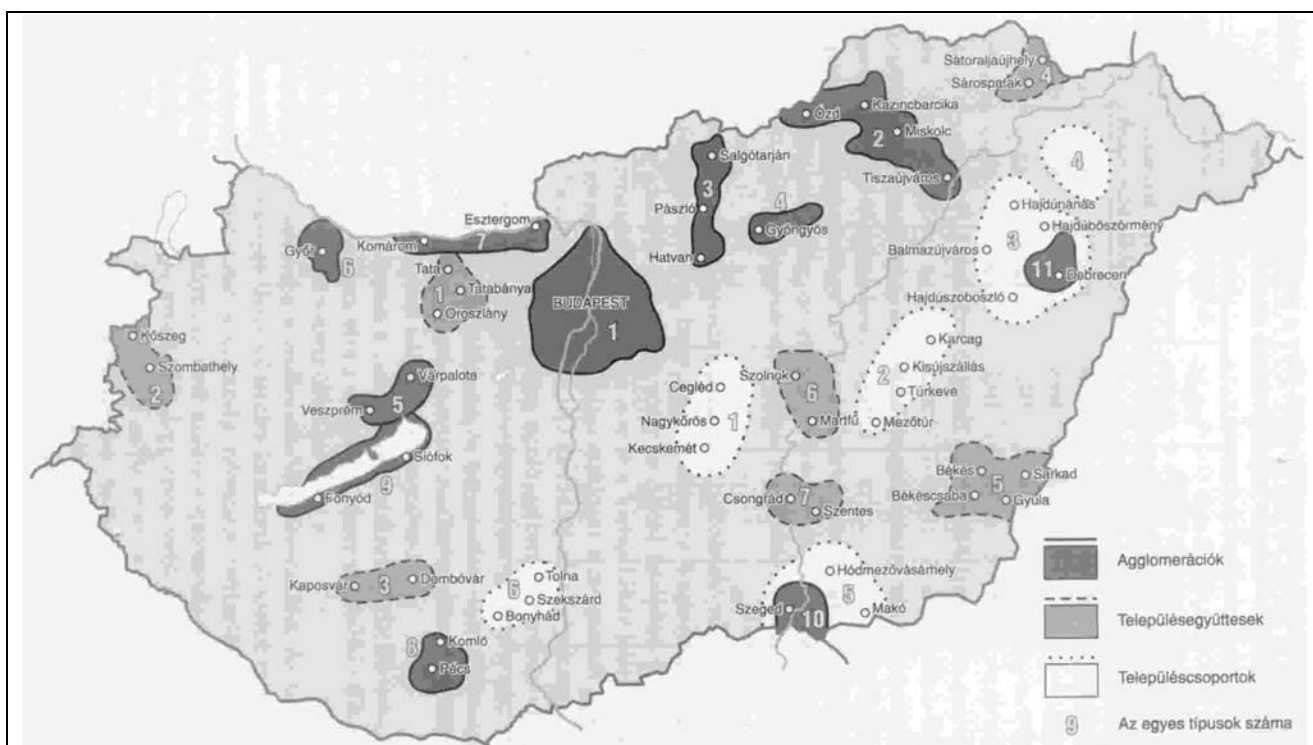 Sátoraljaújhely
Sárospatak
4
Kazincbarcika
Ózd
2
Miskolc
Tiszaújváros
Salgótarján
3
Pászló
Hatvan
4
Gyöngyös
4
Hajdúnánás
Hajdúböszörmény
3
Balmazújváros
11
Debrecen
Hajdúszoboszló
Esztergom
Komárom
7
Győr
6
Tata
Tatabánya
1
Oroszlány
BUDAPEST
1
Kőszeg
Szombathely
2
Várpalota
Veszprém
5
Siófok
9
Fonyód
Cegléd
Nagykőrös
1
Kecskemét
Szolnok
6
Martfű
Karcag
2
Kisújszállás
Túrkeve
Mezőtúr
Békés
Sarkad
5
Békéscsaba
Gyula
Csongrád
7
Szentes
Kaposvár
3
Dombóvár
6
Tolna
Szekszárd
Bonyhád
Hódmezővásárhely
5
Szeged
10
Makó
8
Komló
Pécs
Agglomerációk
Településegyüttesek
Településcsoportok
9
Az egyes típusok száma